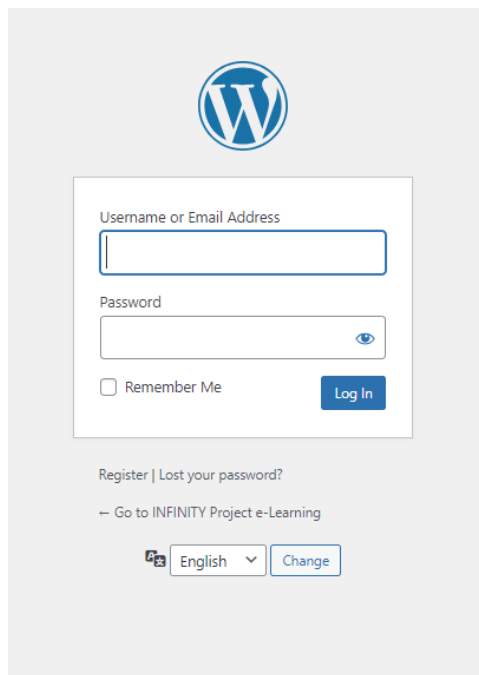 Username or Email Address
Password
Remember Me
Log In
Register | Lost your password?
← Go to INFINITY Project e-Learning
English
Change